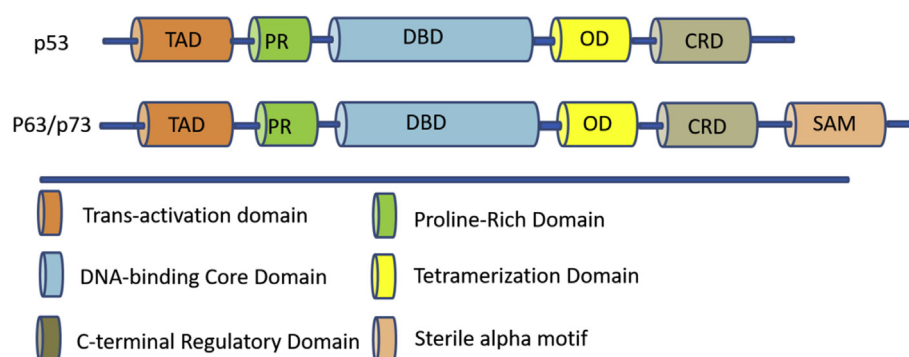 p53 TAD PR DBD OD CRD
P63/p73 TAD PR DBD OD CRD SAM
Trans-activation domain Proline-Rich Domain
DNA-binding Core Domain Tetramerization Domain
C-terminal Regulatory Domain Sterile alpha motif